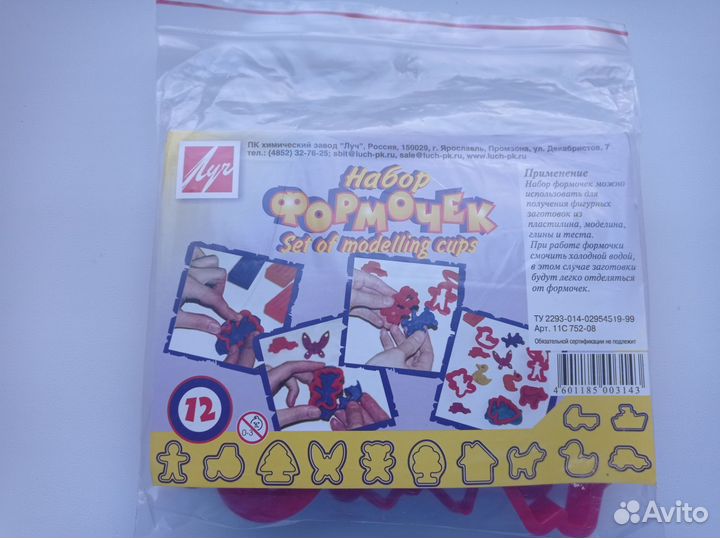 Луч
ПК химический завод "Луч", Россия, 150029, г. Ярославль, Промзона, ул. Декабристов, 7
тел.: (4852) 32-76-25; sbit@luch-pk.ru, sale@luch-pk.ru, www.luch-pk.ru
Набор
ФОРМОЧЕК
Set of modelling cups
Применение
Набор формочек можно
использовать для
получения фигурных
заготовок из
пластилина, моделина,
глины и теста.
При работе формочки
смочить холодной водой,
в этом случае заготовки
будут легко отделяться
от формочек.
ТУ 2293-014-02954519-99
Арт. 11С 752-08
Обязательной сертификации не подлежит
4 601185 003143
12
0-3
Avito